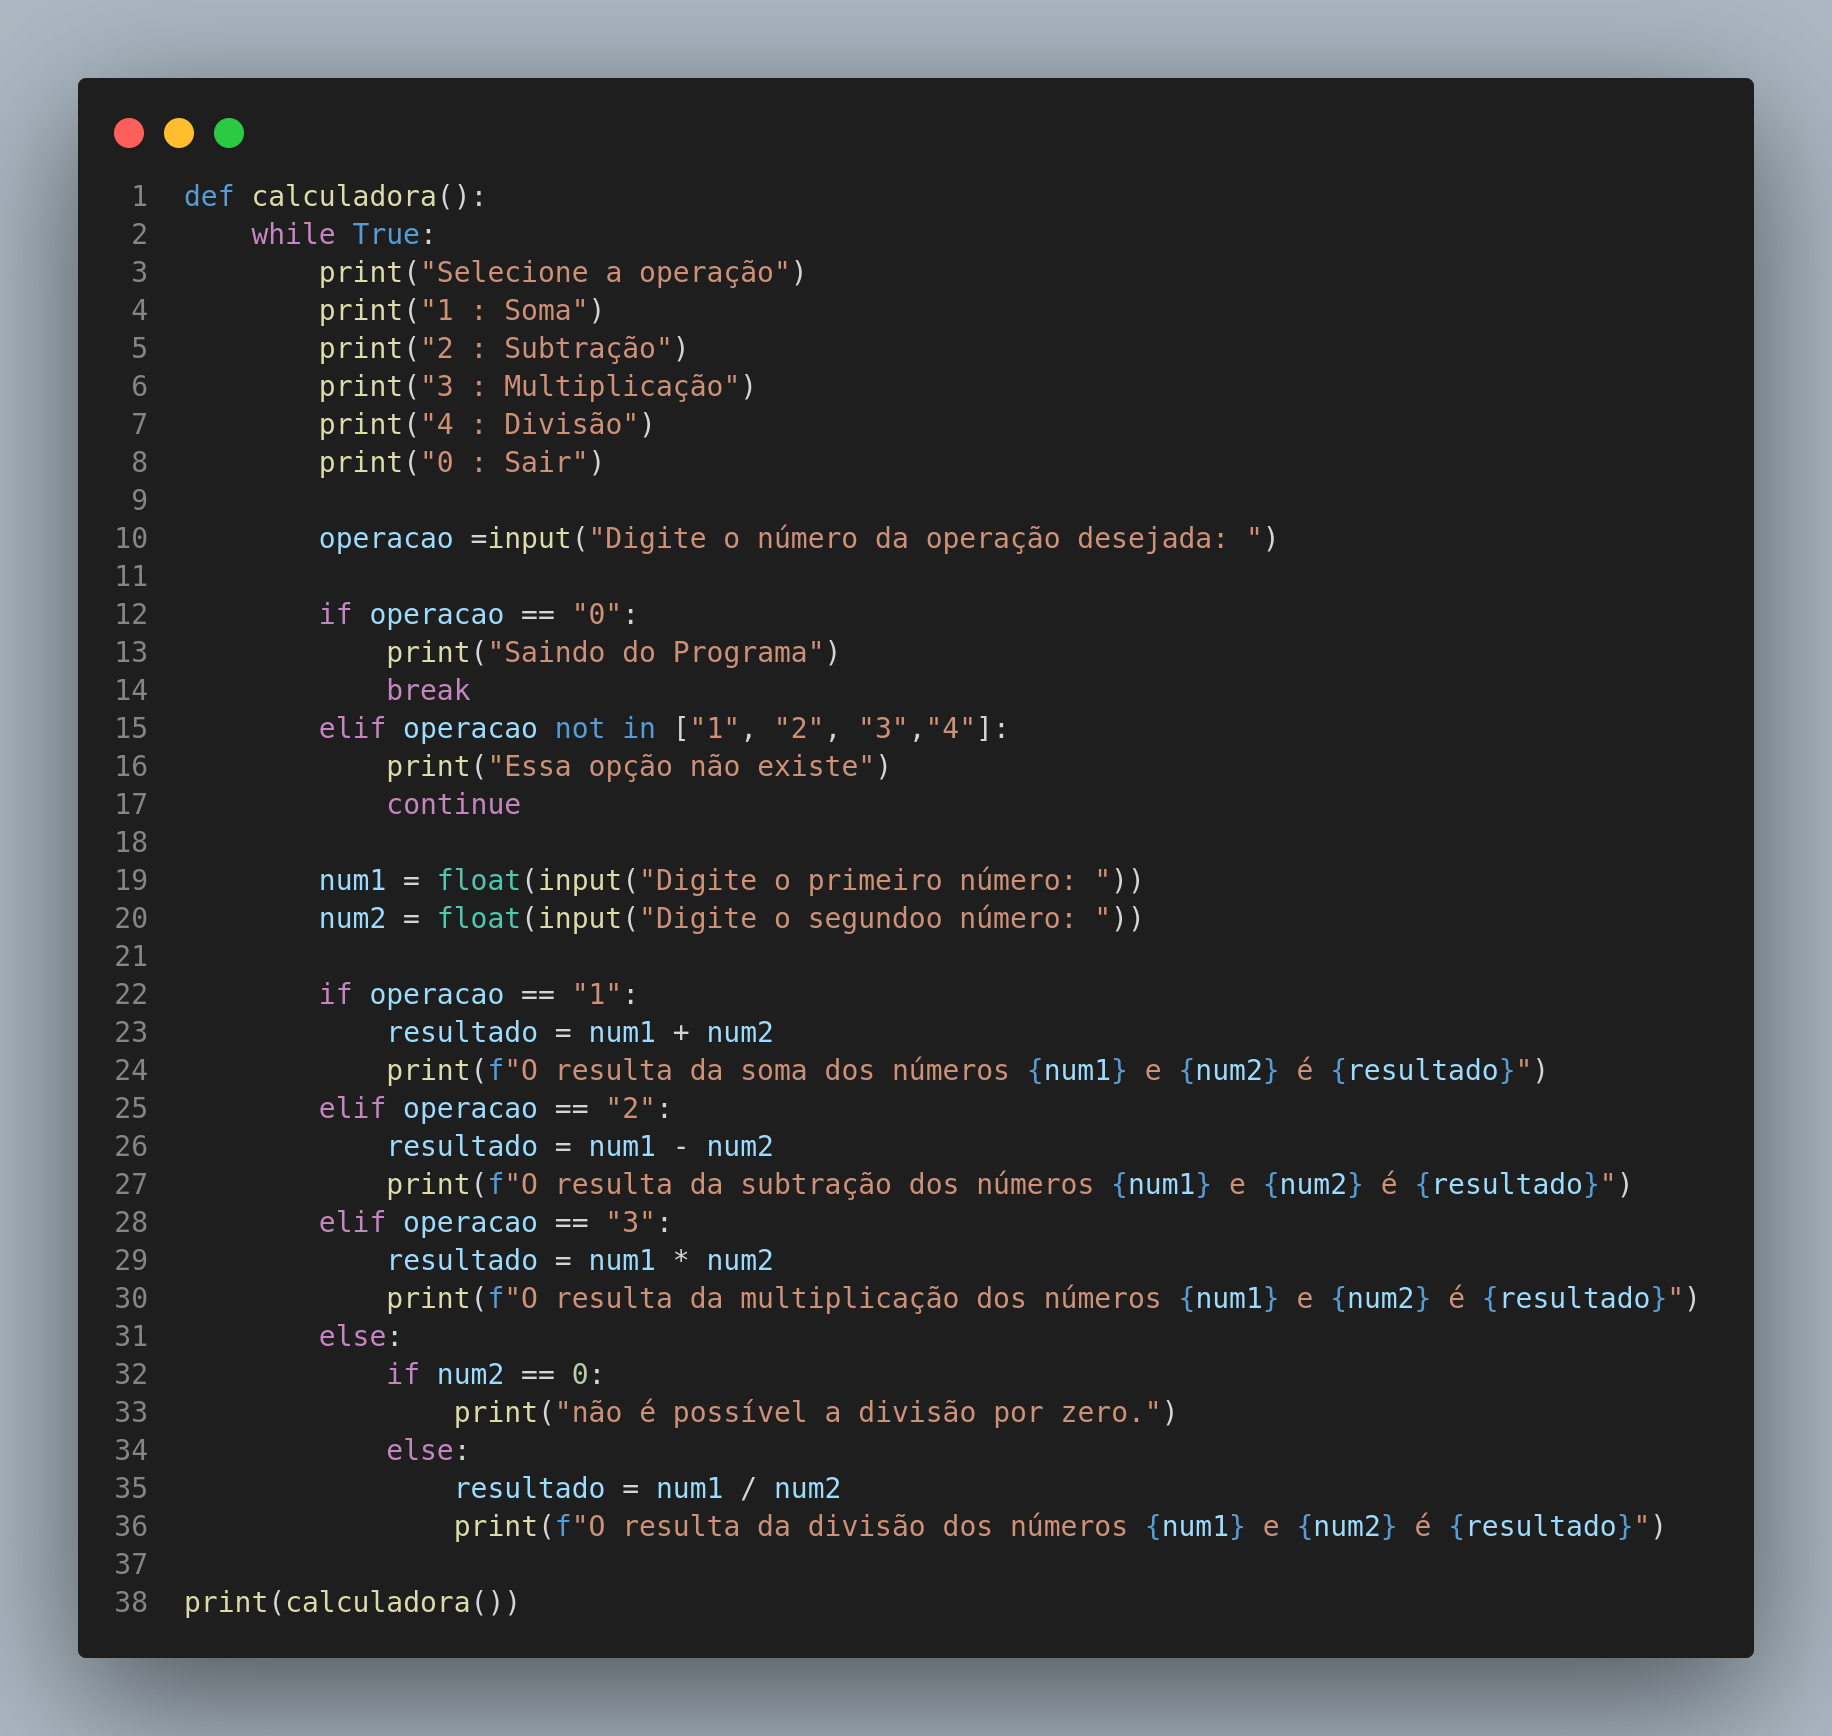 1 def calculadora():
2     while True:
3         print("Selecione a operação")
4         print("1 : Soma")
5         print("2 : Subtração")
6         print("3 : Multiplicação")
7         print("4 : Divisão")
8         print("0 : Sair")
9
10         operacao =input("Digite o número da operação desejada: ")
11
12         if operacao == "0":
13             print("Saindo do Programa")
14             break
15         elif operacao not in ["1", "2", "3","4"]:
16             print("Essa opção não existe")
17             continue
18
19         num1 = float(input("Digite o primeiro número: "))
20         num2 = float(input("Digite o segundoo número: "))
21
22         if operacao == "1":
23             resultado = num1 + num2
24             print(f"O resulta da soma dos números {num1} e {num2} é {resultado}")
25         elif operacao == "2":
26             resultado = num1 - num2
27             print(f"O resulta da subtração dos números {num1} e {num2} é {resultado}")
28         elif operacao == "3":
29             resultado = num1 * num2
30             print(f"O resulta da multiplicação dos números {num1} e {num2} é {resultado}")
31         else:
32             if num2 == 0:
33                 print("não é possível a divisão por zero.")
34             else:
35                 resultado = num1 / num2
36                 print(f"O resulta da divisão dos números {num1} e {num2} é {resultado}")
37
38 print(calculadora())